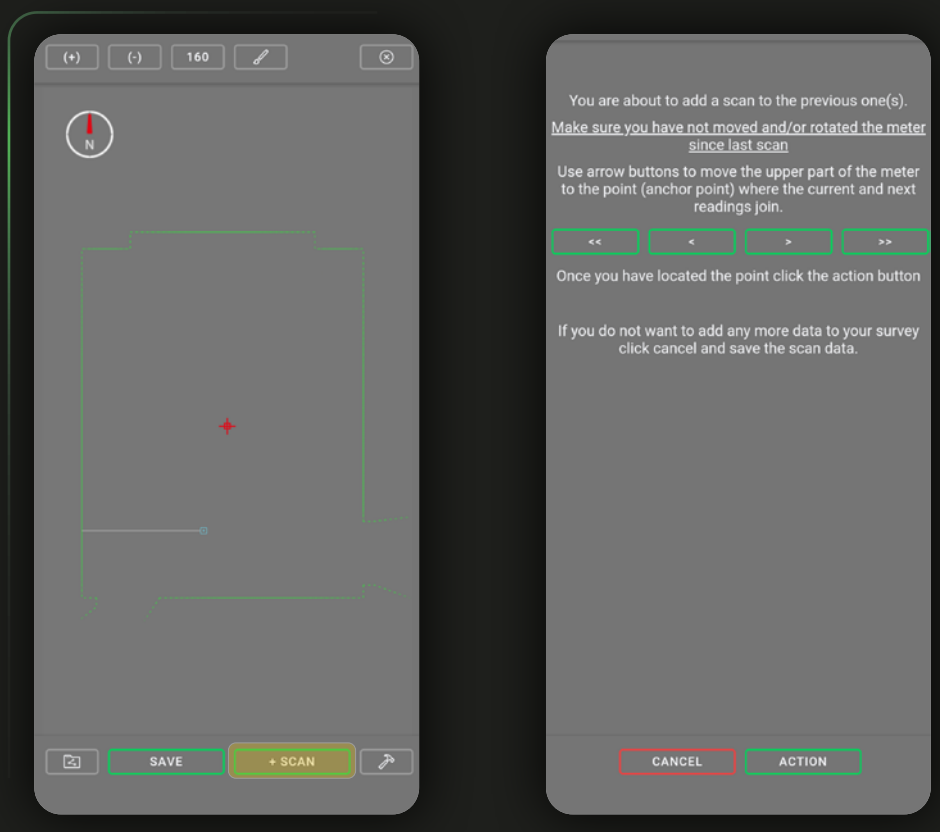 (+) (-) 160
N
SAVE + SCAN
You are about to add a scan to the previous one(s).
Make sure you have not moved and/or rotated the meter
since last scan
Use arrow buttons to move the upper part of the meter
to the point (anchor point) where the current and next
readings join.
<< < > >>
Once you have located the point click the action button
If you do not want to add any more data to your survey
click cancel and save the scan data.
CANCEL ACTION